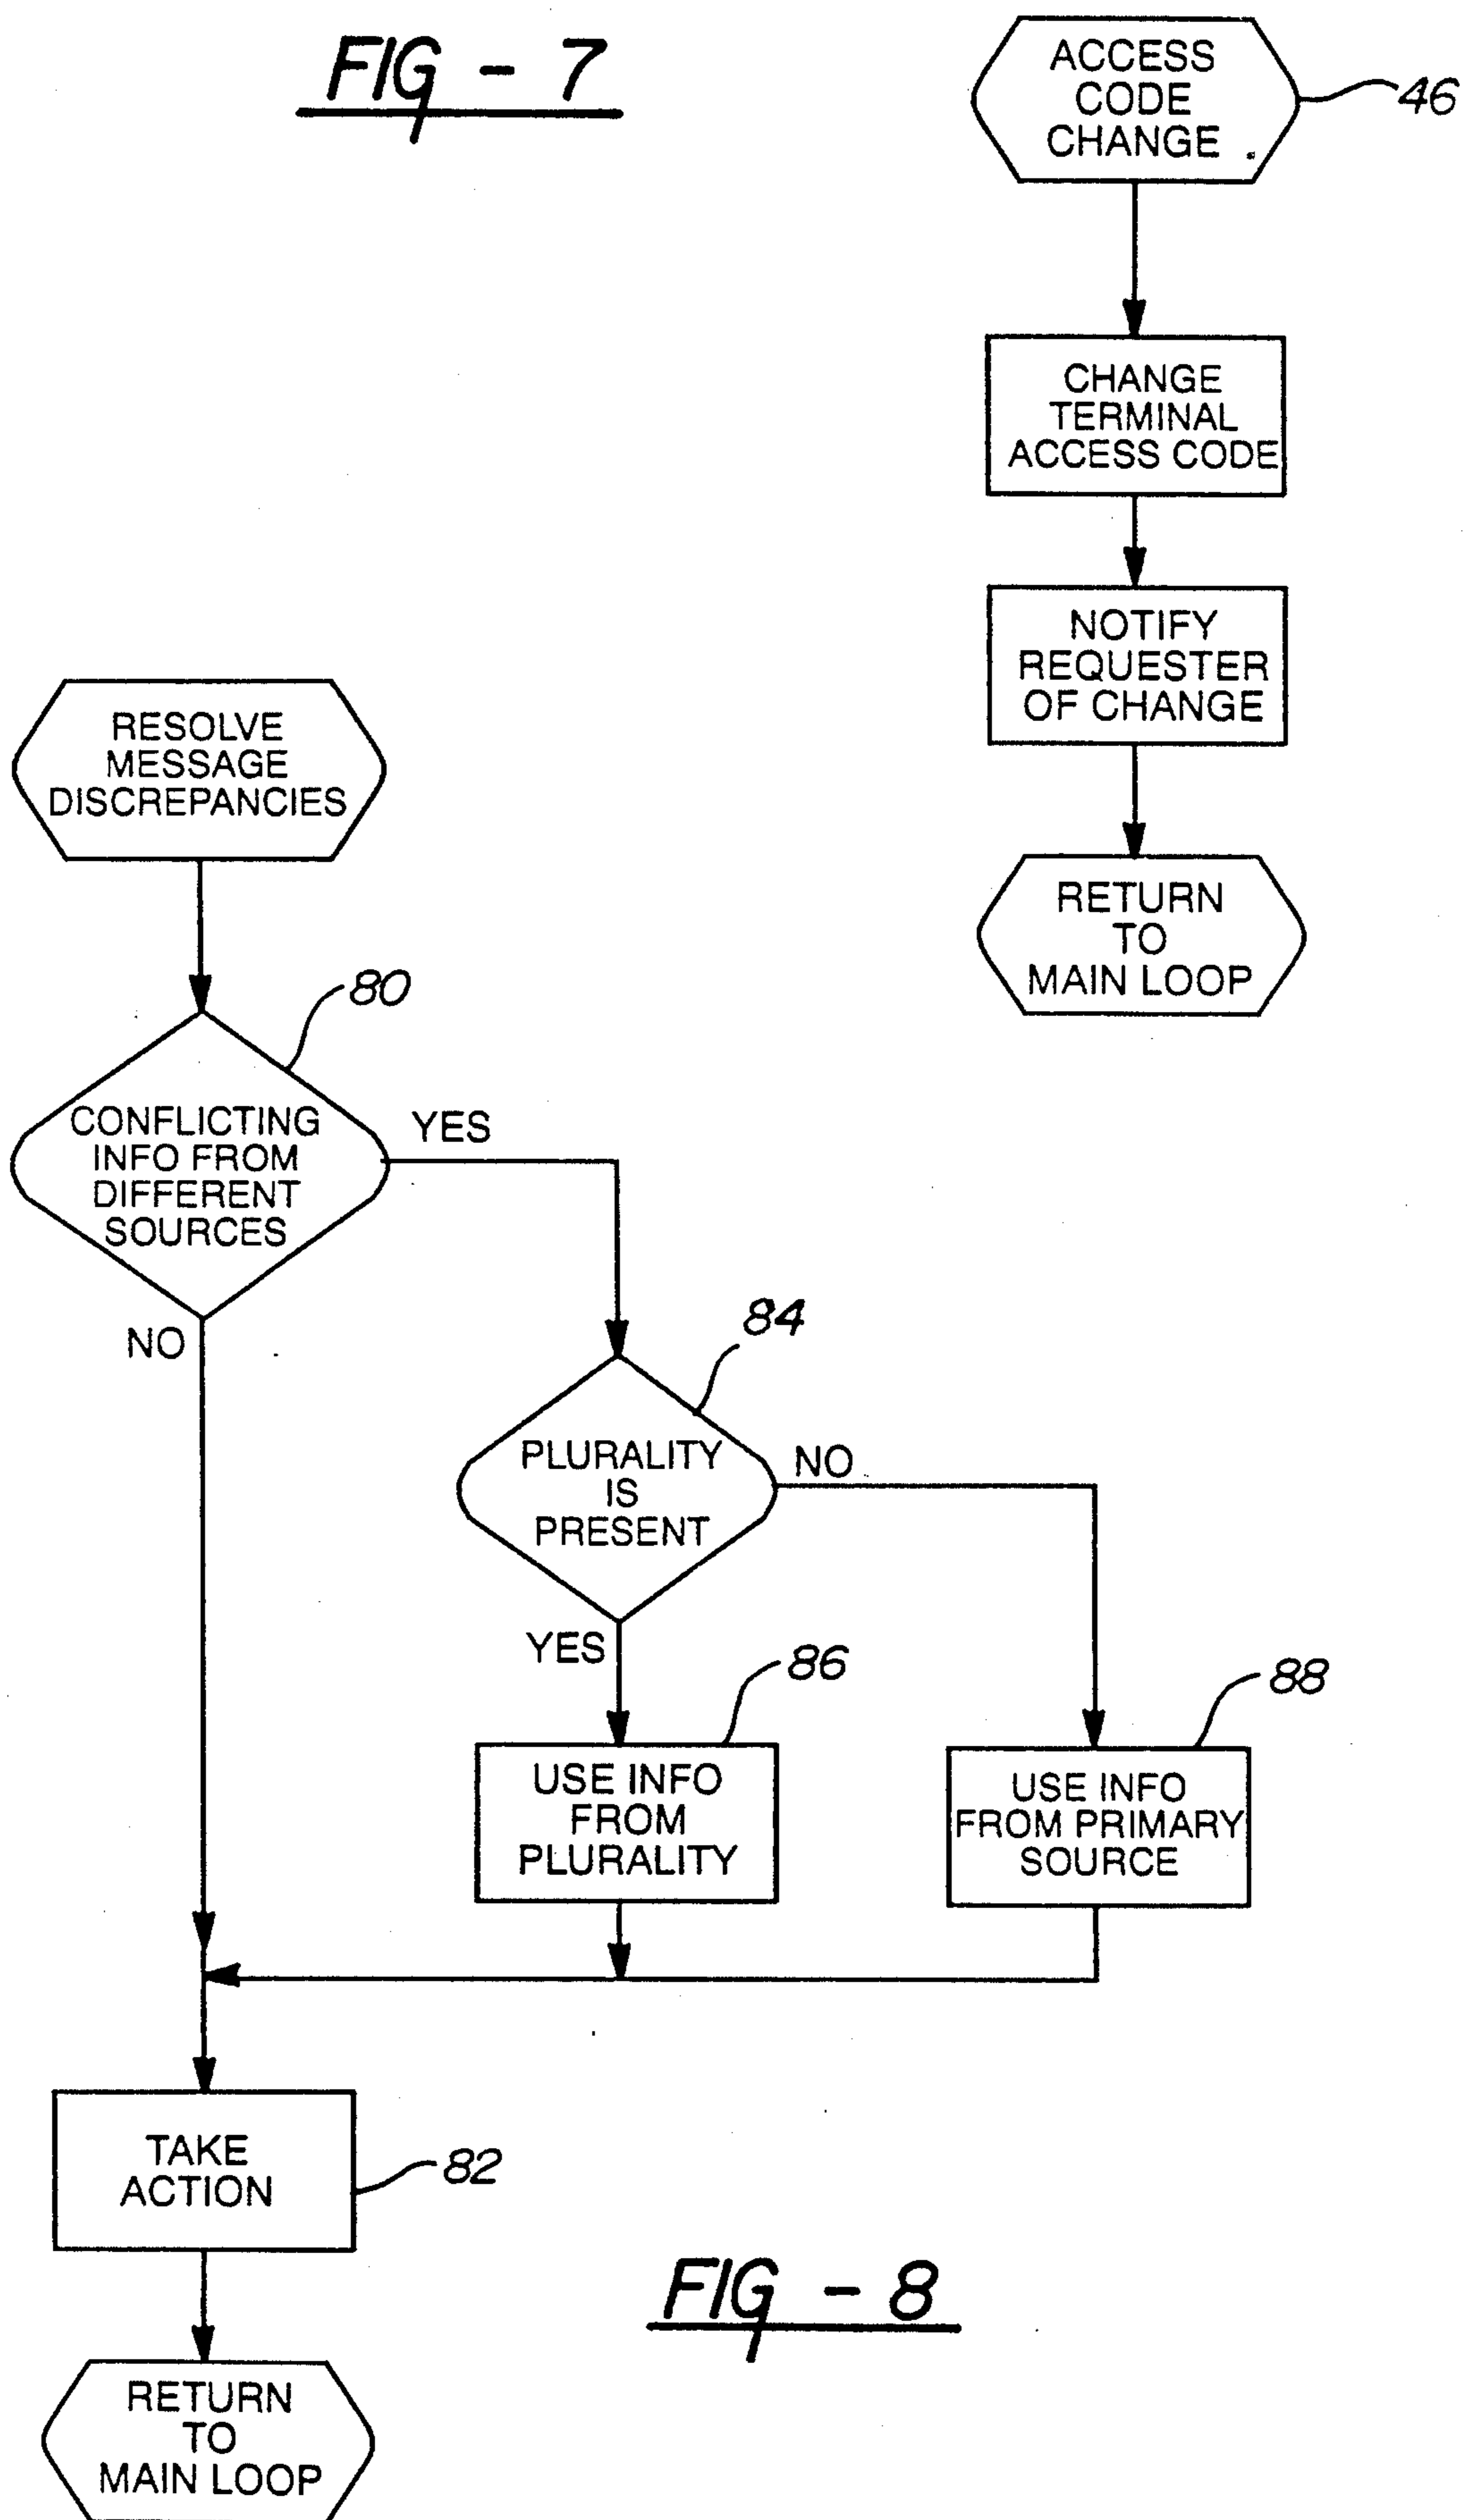 FIG - 7
ACCESS
CODE
CHANGE
46
CHANGE
TERMINAL
ACCESS CODE
NOTIFY
REQUESTER
OF CHANGE
RETURN
TO
MAIN LOOP
RESOLVE
MESSAGE
DISCREPANCIES
80
CONFLICTING
INFO FROM
DIFFERENT
SOURCES
YES
NO
84
PLURALITY
IS
PRESENT
NO
YES
86
USE INFO
FROM
PLURALITY
88
USE INFO
FROM PRIMARY
SOURCE
TAKE
ACTION
82
RETURN
TO
MAIN LOOP
FIG - 8